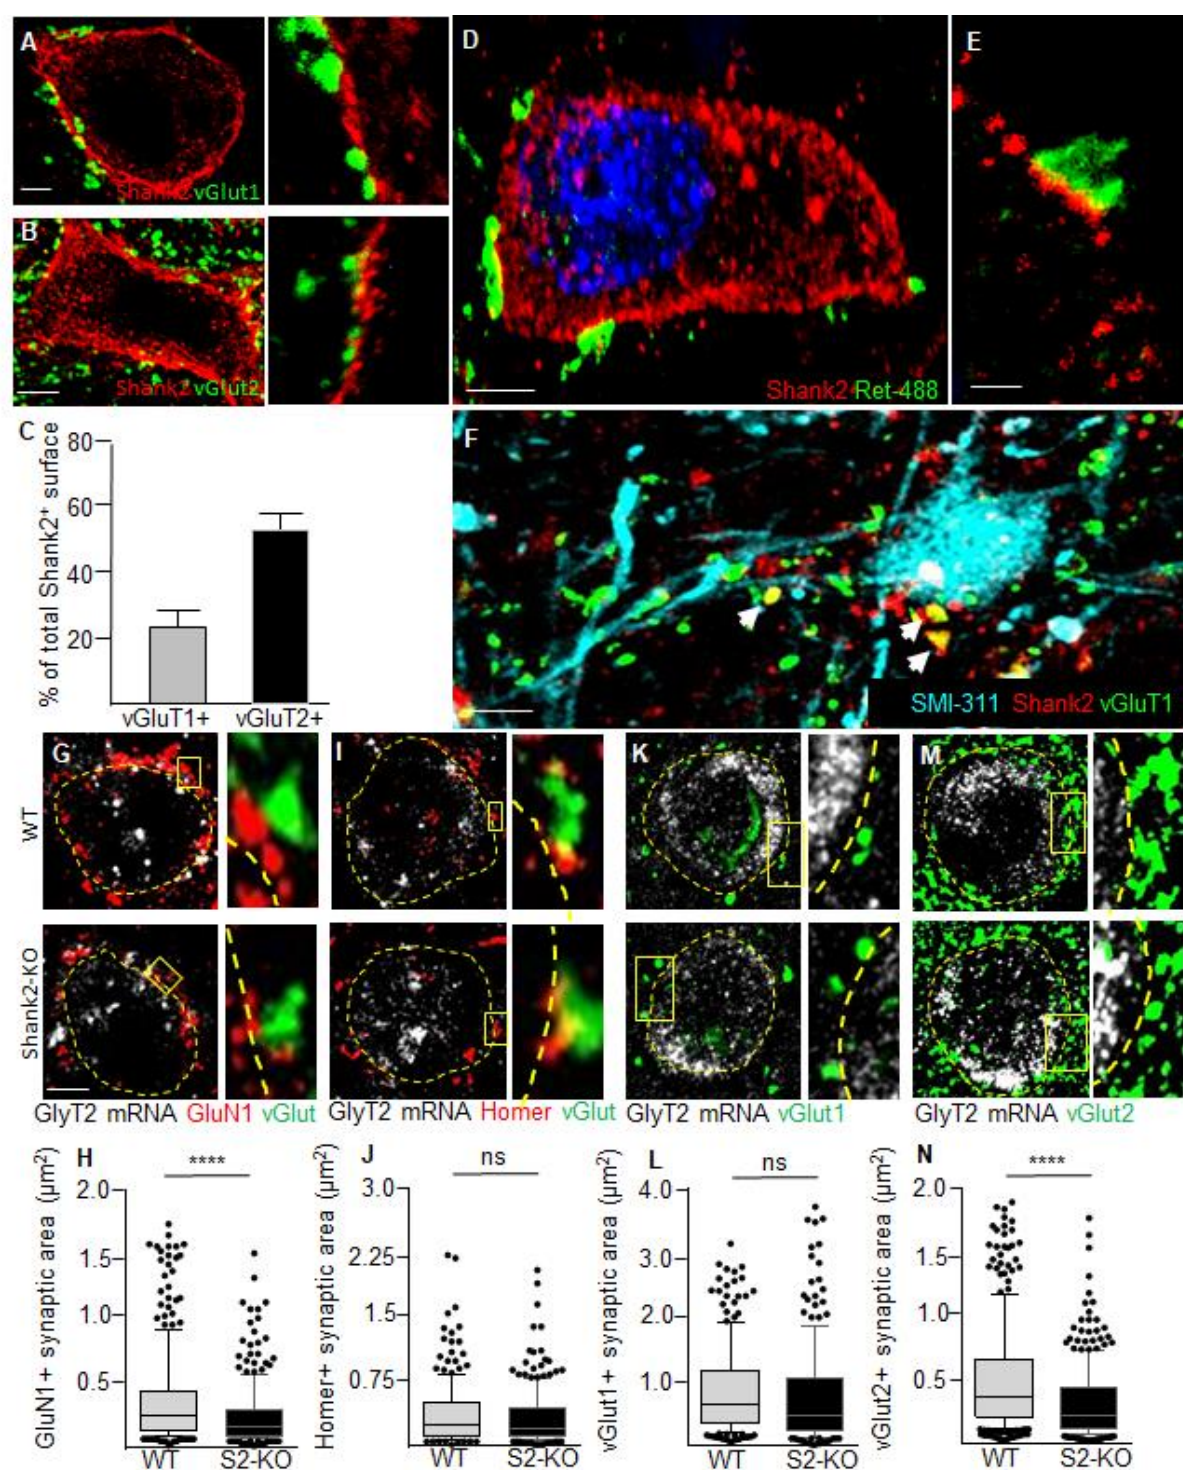 A
Shank2 vGlut1
B
Shank2 vGlut2
D
Shank2 Ret-488
E
C
% of total Shank2⁺ surface
80
60
40
20
vGluT1+ vGluT2+
F
SMI-311 Shank2 vGluT1
G
I
K
M
WT
Shank2-KO
GlyT2 mRNA GluN1 vGlut
GlyT2 mRNA Homer vGlut
GlyT2 mRNA vGlut1
GlyT2 mRNA vGlut2
H
****
GluN1+ synaptic area (µm²)
2.0
1.5
1.0
0.5
WT S2-KO
J
ns
Homer+ synaptic area (µm²)
3.0
2.25
1.5
0.75
WT S2-KO
L
ns
vGlut1+ synaptic area (µm²)
4.0
3.0
2.0
1.0
WT S2-KO
N
****
vGlut2+ synaptic area (µm²)
2.0
1.5
1.0
0.5
WT S2-KO